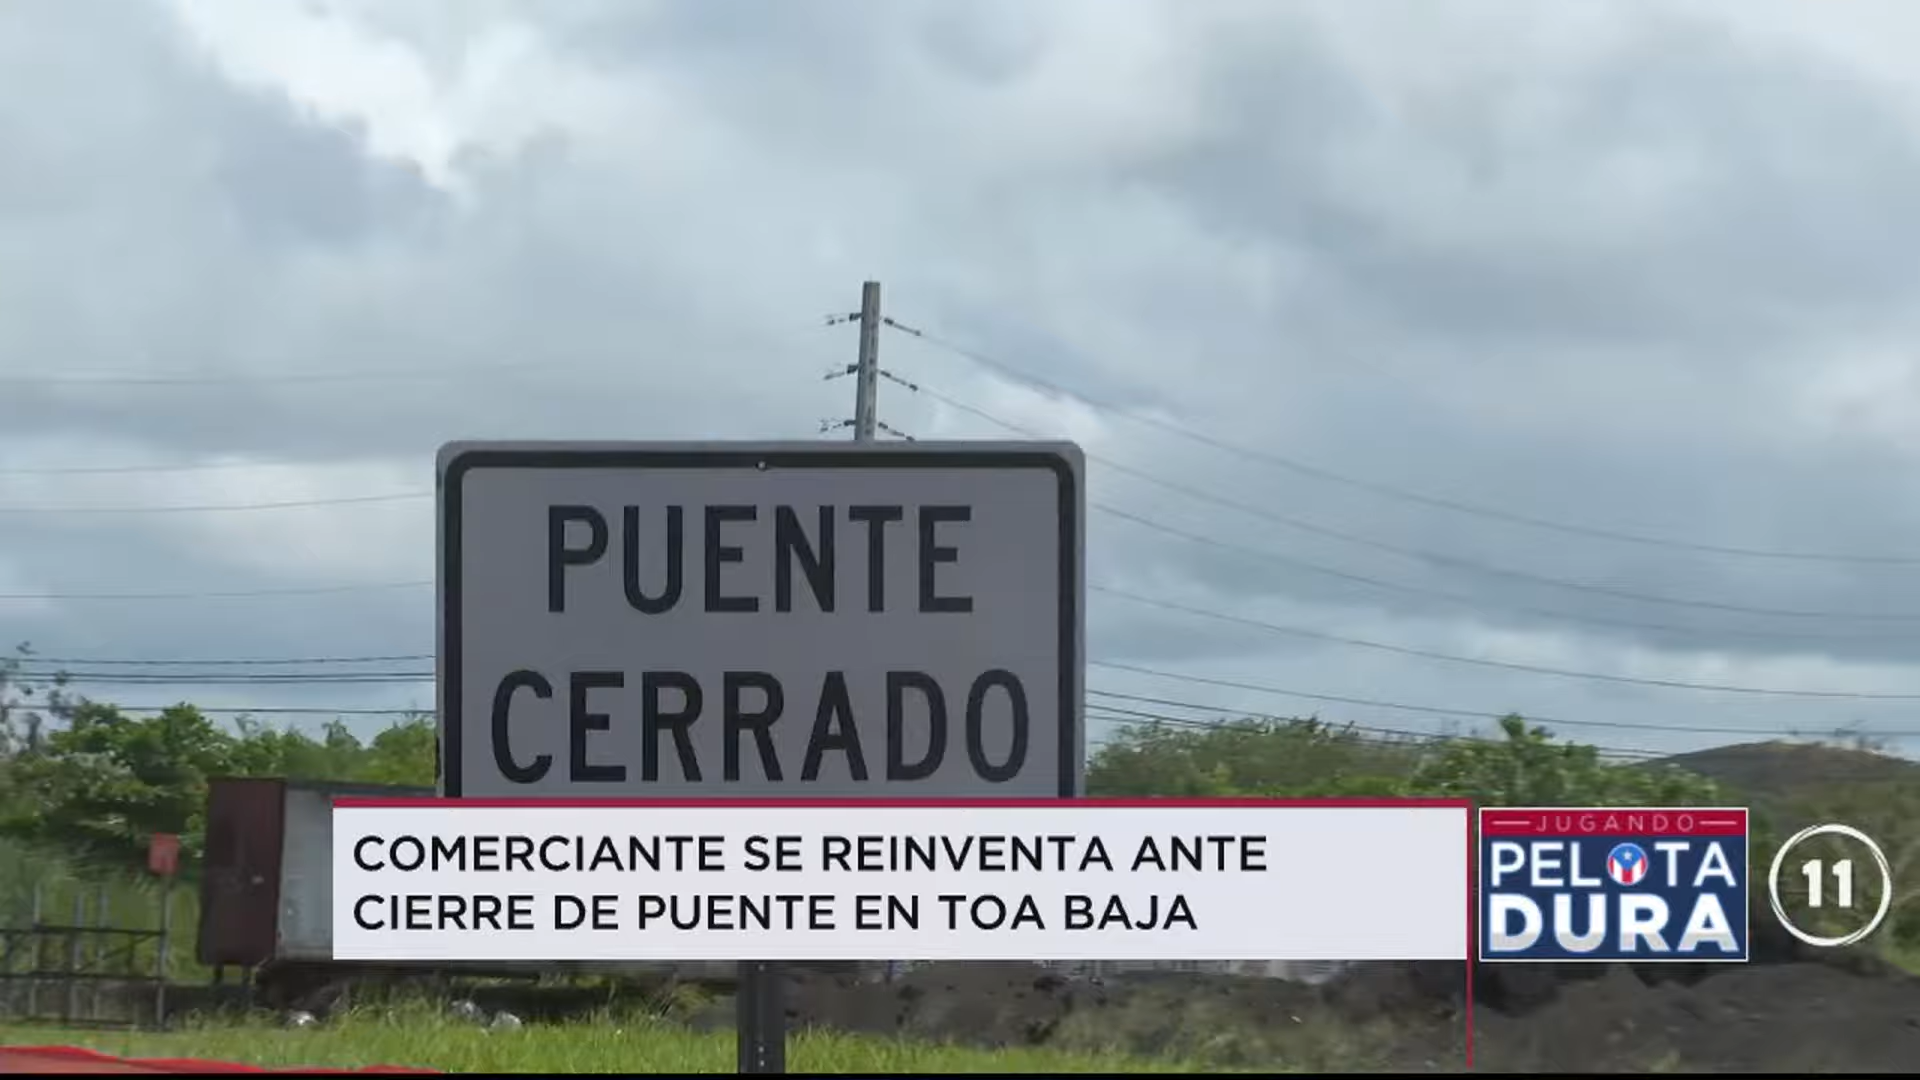 PUENTE
CERRADO
COMERCIANTE SE REINVENTA ANTE
CIERRE DE PUENTE EN TOA BAJA
JUGANDO
PELOTA
DURA
11